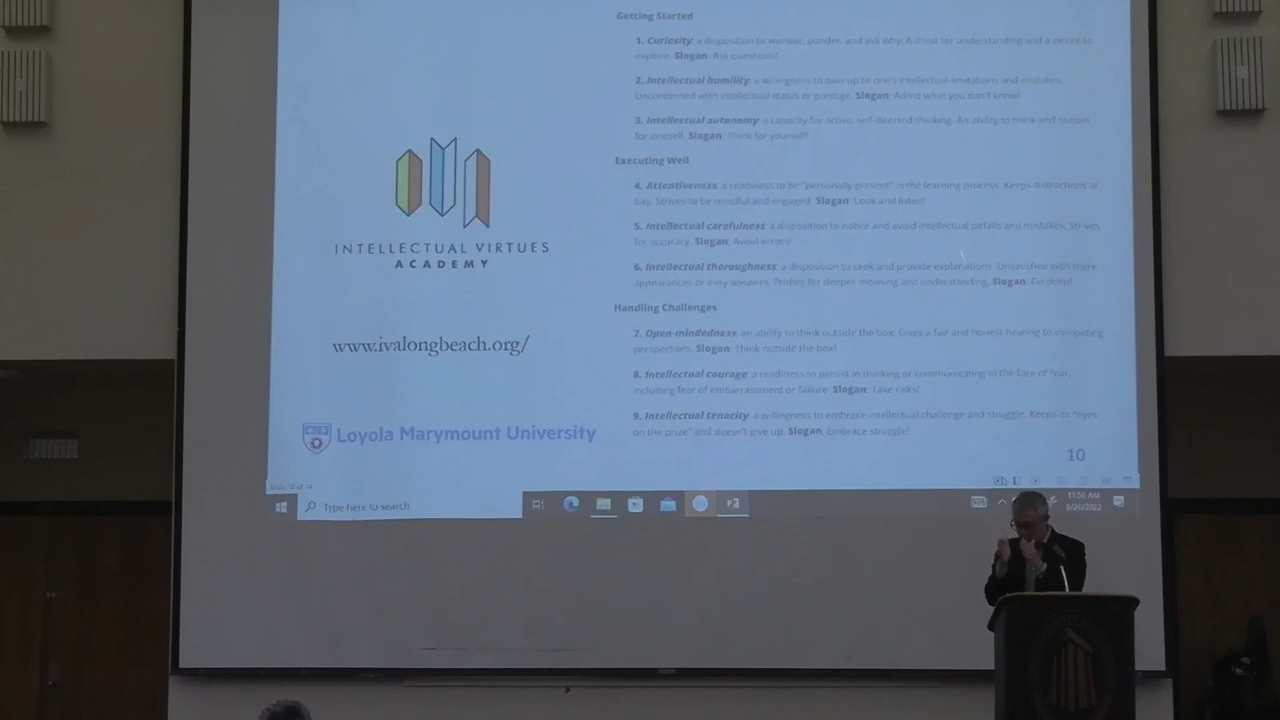 Getting Started
1. Curiosity: a disposition to wonder, ponder, and ask why. A thirst for understanding and a desire to
explore. Slogan: Ask questions!
2. Intellectual humility: a willingness to own up to one's intellectual limitations and mistakes.
Unconcerned with intellectual status or prestige. Slogan: Admit what you don't know!
3. Intellectual autonomy: a capacity for active, self-directed thinking. An ability to think and reason
for oneself. Slogan: Think for yourself!
Executing Well
4. Attentiveness: a readiness to be "personally present" in the learning process. Keeps distractions at
bay. Strives to be mindful and engaged. Slogan: Look and listen!
5. Intellectual carefulness: a disposition to notice and avoid intellectual pitfalls and mistakes. Strives
for accuracy. Slogan: Avoid errors!
6. Intellectual thoroughness: a disposition to seek and provide explanations. Unsatisfied with mere
appearances or easy answers. Probes for deeper meaning and understanding. Slogan: Go deep!
Handling Challenges
7. Open-mindedness: an ability to think outside the box. Gives a fair and honest hearing to competing
perspectives. Slogan: Think outside the box!
8. Intellectual courage: a readiness to persist in thinking or communicating in the face of fear,
including fear of embarrassment or failure. Slogan: Take risks!
9. Intellectual tenacity: a willingness to embrace intellectual challenge and struggle. Keeps its "eyes
on the prize" and doesn't give up. Slogan: Embrace struggle!
INTELLECTUAL VIRTUES
ACADEMY
www.ivalongbeach.org/
Loyola Marymount University
10
Slide 10 of 14
Type here to search
11:56 AM
8/26/2022